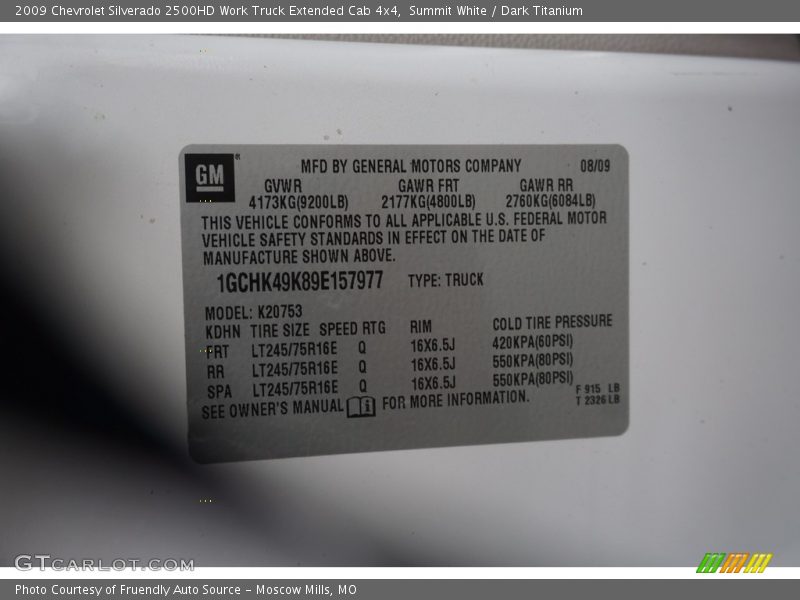 2009 Chevrolet Silverado 2500HD Work Truck Extended Cab 4x4, Summit White / Dark Titanium
GM®
MFD BY GENERAL MOTORS COMPANY 08/09
GVWR GAWR FRT GAWR RR
4173KG(9200LB) 2177KG(4800LB) 2760KG(6084LB)
THIS VEHICLE CONFORMS TO ALL APPLICABLE U.S. FEDERAL MOTOR
VEHICLE SAFETY STANDARDS IN EFFECT ON THE DATE OF
MANUFACTURE SHOWN ABOVE.
1GCHK49K89E157977 TYPE: TRUCK
MODEL: K20753
KDHN TIRE SIZE SPEED RTG RIM COLD TIRE PRESSURE
FRT LT245/75R16E Q 16X6.5J 420KPA(60PSI)
RR LT245/75R16E Q 16X6.5J 550KPA(80PSI)
SPA LT245/75R16E Q 16X6.5J 550KPA(80PSI)
F 915 LB
T 2326 LB
SEE OWNER'S MANUAL i FOR MORE INFORMATION.
GTCARLOT.COM
Photo Courtesy of Fruendly Auto Source - Moscow Mills, MO